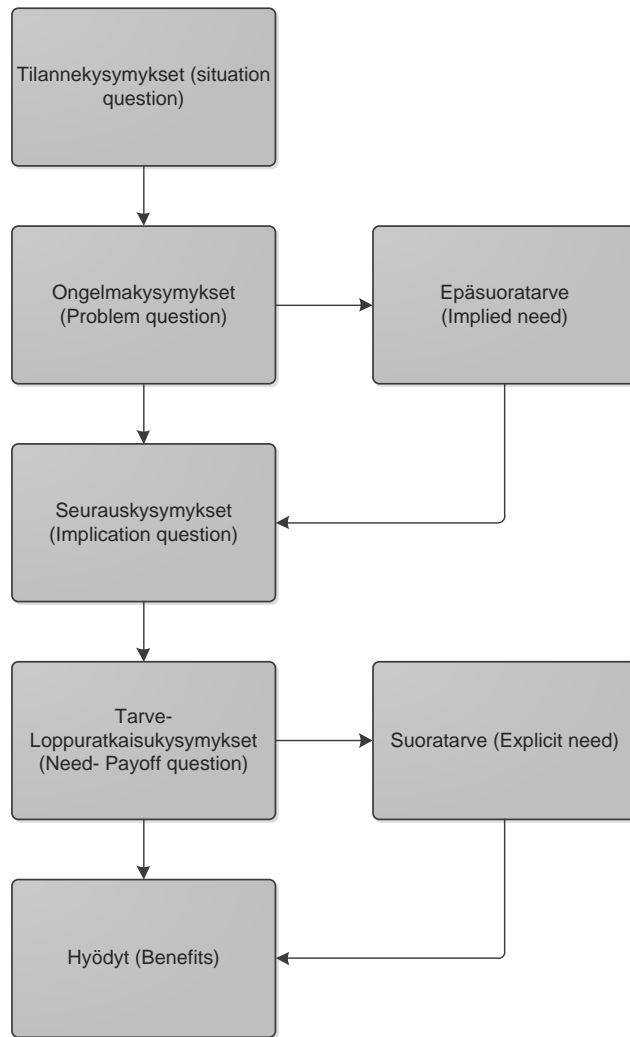 Tilannekysymykset (situation
question)
Ongelmakysymykset
(Problem question)
Epäsuoratarve
(Implied need)
Seurauskysymykset
(Implication question)
Tarve-
Loppuratkaisukysymykset
(Need- Payoff question)
Suoratarve (Explicit need)
Hyödyt (Benefits)